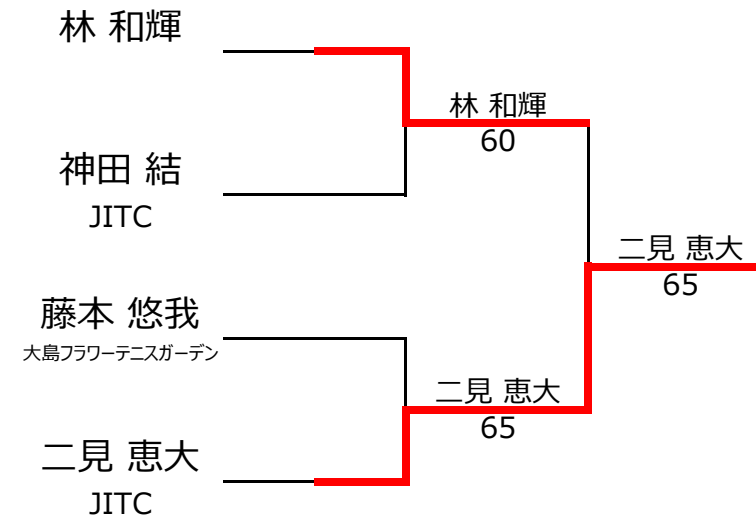 林 和輝
林 和輝
60
神田 結
JITC
二見 恵大
65
藤本 悠我
大島フラワーテニスガーデン
二見 恵大
65
二見 恵大
JITC